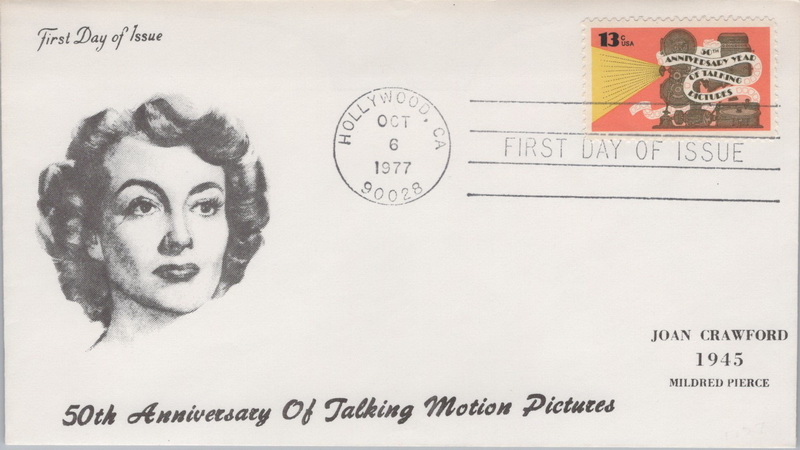 First Day of Issue
13c
USA
50TH
ANNIVERSARY YEAR
OF TALKING
PICTURES
HOLLYWOOD, CA
OCT
6
1977
90028
FIRST DAY OF ISSUE
JOAN CRAWFORD
1945
MILDRED PIERCE
50th Anniversary Of Talking Motion Pictures